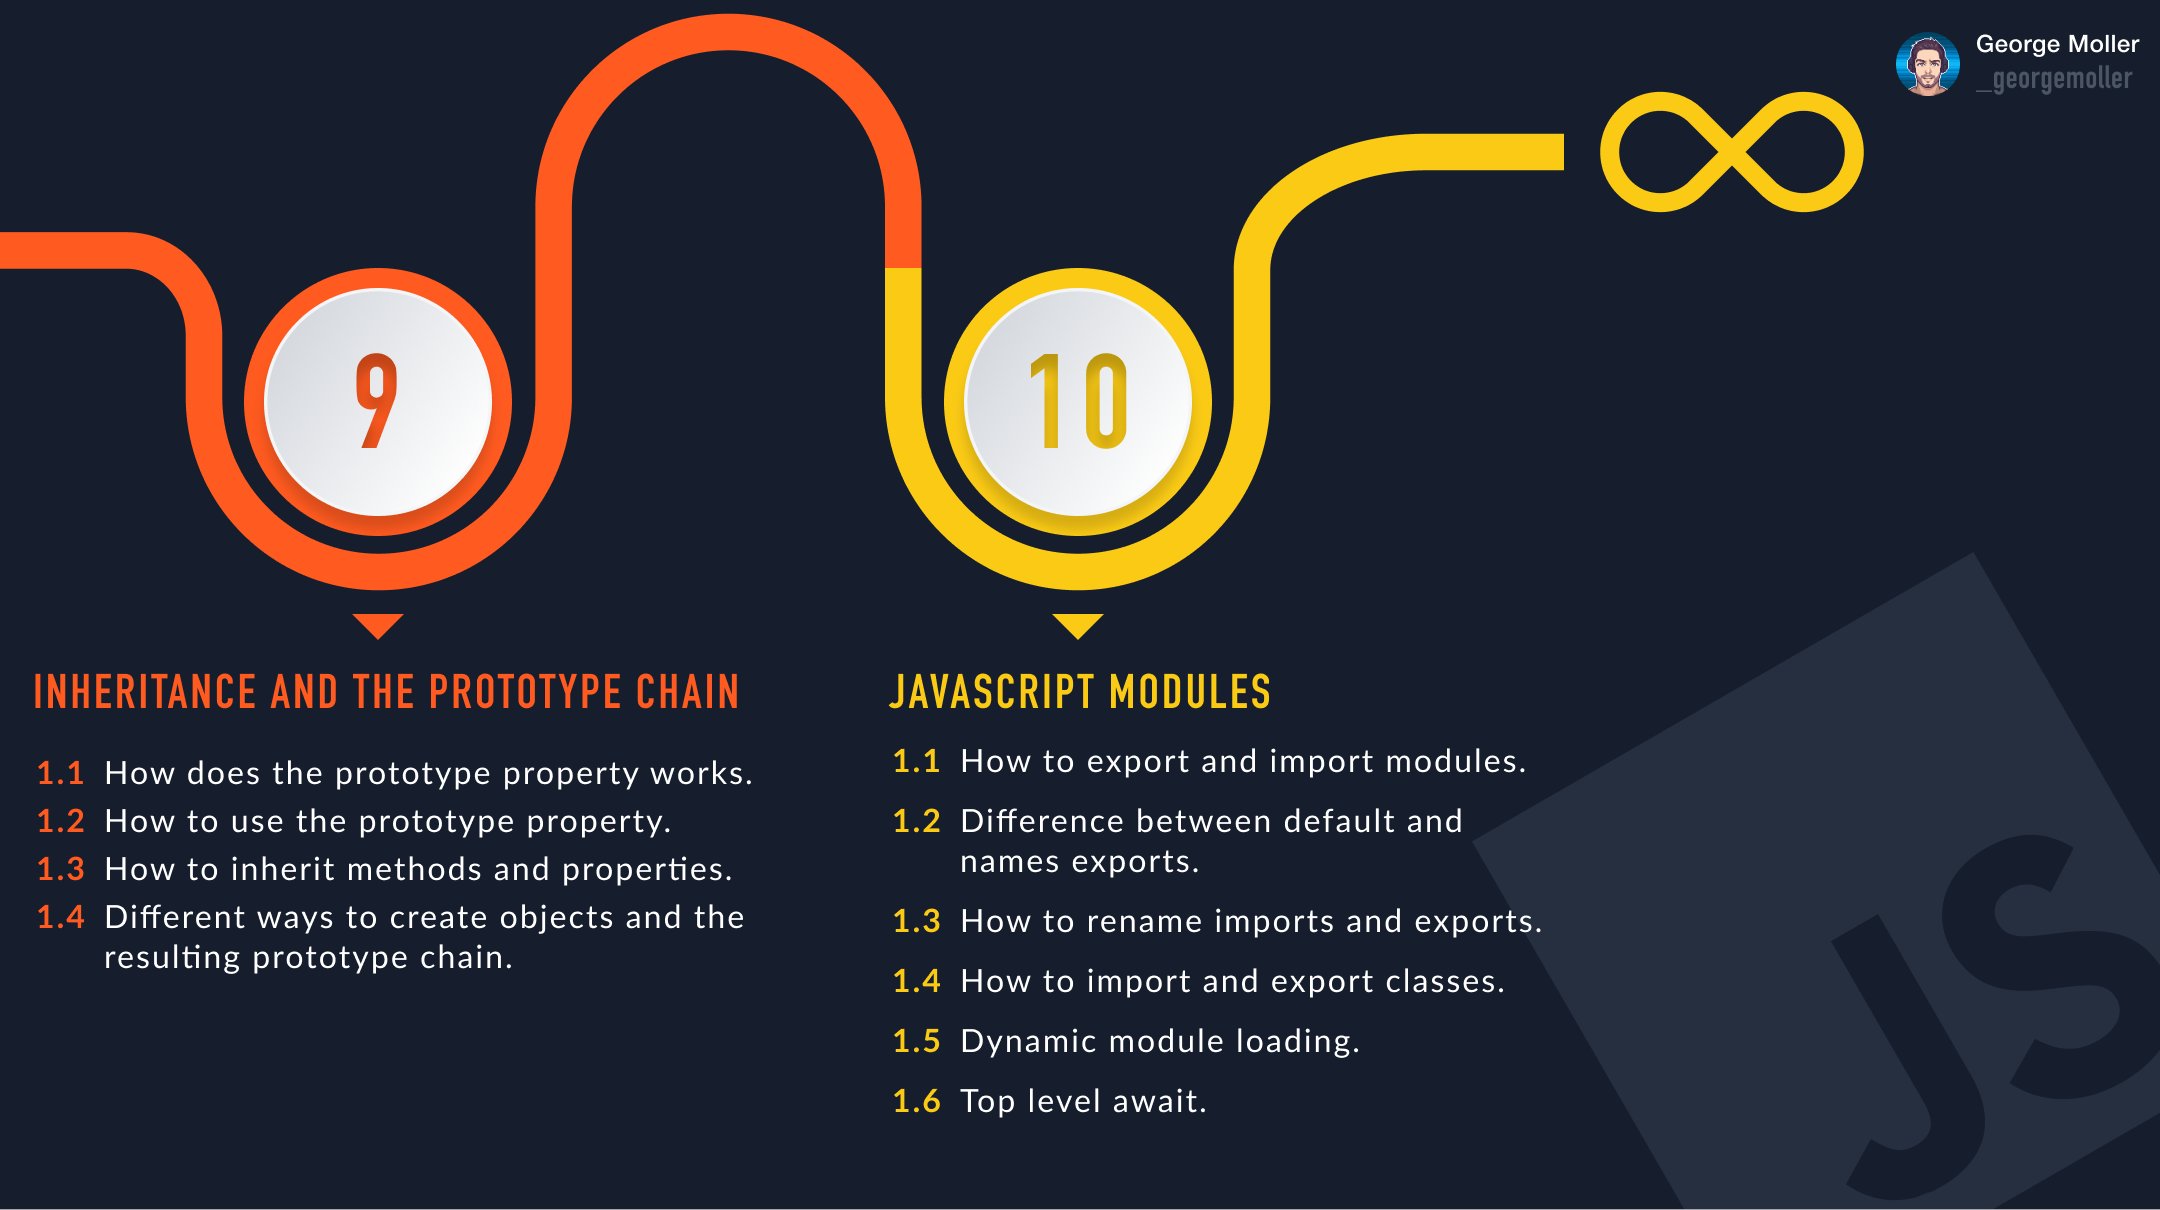 George Moller
_georgemoller
9
10
INHERITANCE AND THE PROTOTYPE CHAIN
1.1 How does the prototype property works.
1.2 How to use the prototype property.
1.3 How to inherit methods and properties.
1.4 Different ways to create objects and the
resulting prototype chain.
JAVASCRIPT MODULES
1.1 How to export and import modules.
1.2 Difference between default and
names exports.
1.3 How to rename imports and exports.
1.4 How to import and export classes.
1.5 Dynamic module loading.
1.6 Top level await.
JS